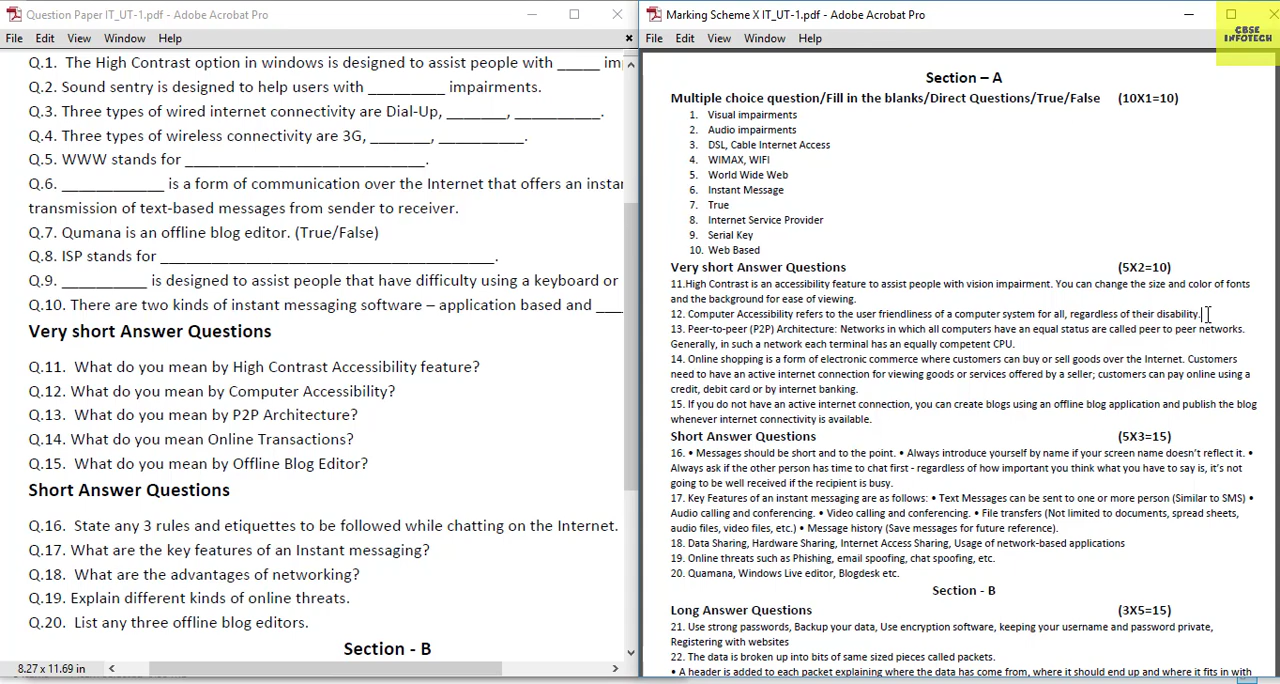 Question Paper IT_UT-1.pdf - Adobe Acrobat Pro
File Edit View Window Help
Q.1. The High Contrast option in windows is designed to assist people with _____ im
Q.2. Sound sentry is designed to help users with _________ impairments.
Q.3. Three types of wired internet connectivity are Dial-Up, _______, __________.
Q.4. Three types of wireless connectivity are 3G, _______, __________.
Q.5. WWW stands for ____________________________.
Q.6. ____________ is a form of communication over the Internet that offers an instan
transmission of text-based messages from sender to receiver.
Q.7. Qumana is an offline blog editor. (True/False)
Q.8. ISP stands for _______________________________________.
Q.9. __________ is designed to assist people that have difficulty using a keyboard or
Q.10. There are two kinds of instant messaging software – application based and ___
Very short Answer Questions
Q.11. What do you mean by High Contrast Accessibility feature?
Q.12. What do you mean by Computer Accessibility?
Q.13. What do you mean by P2P Architecture?
Q.14. What do you mean Online Transactions?
Q.15. What do you mean by Offline Blog Editor?
Short Answer Questions
Q.16. State any 3 rules and etiquettes to be followed while chatting on the Internet.
Q.17. What are the key features of an Instant messaging?
Q.18. What are the advantages of networking?
Q.19. Explain different kinds of online threats.
Q.20. List any three offline blog editors.
Section - B
8.27 x 11.69 in
Marking Scheme X IT_UT-1.pdf - Adobe Acrobat Pro
CBSE
INFOTECH
File Edit View Window Help
Section – A
Multiple choice question/Fill in the blanks/Direct Questions/True/False (10X1=10)
1. Visual impairments
2. Audio impairments
3. DSL, Cable Internet Access
4. WIMAX, WIFI
5. World Wide Web
6. Instant Message
7. True
8. Internet Service Provider
9. Serial Key
10. Web Based
Very short Answer Questions (5X2=10)
11.High Contrast is an accessibility feature to assist people with vision impairment. You can change the size and color of fonts
and the background for ease of viewing.
12. Computer Accessibility refers to the user friendliness of a computer system for all, regardless of their disability.
13. Peer-to-peer (P2P) Architecture: Networks in which all computers have an equal status are called peer to peer networks.
Generally, in such a network each terminal has an equally competent CPU.
14. Online shopping is a form of electronic commerce where customers can buy or sell goods over the Internet. Customers
need to have an active internet connection for viewing goods or services offered by a seller; customers can pay online using a
credit, debit card or by internet banking.
15. If you do not have an active internet connection, you can create blogs using an offline blog application and publish the blog
whenever internet connectivity is available.
Short Answer Questions (5X3=15)
16. • Messages should be short and to the point. • Always introduce yourself by name if your screen name doesn’t reflect it. •
Always ask if the other person has time to chat first - regardless of how important you think what you have to say is, it’s not
going to be well received if the recipient is busy.
17. Key Features of an instant messaging are as follows: • Text Messages can be sent to one or more person (Similar to SMS) •
Audio calling and conferencing. • Video calling and conferencing. • File transfers (Not limited to documents, spread sheets,
audio files, video files, etc.) • Message history (Save messages for future reference).
18. Data Sharing, Hardware Sharing, Internet Access Sharing, Usage of network-based applications
19. Online threats such as Phishing, email spoofing, chat spoofing, etc.
20. Quamana, Windows Live editor, Blogdesk etc.
Section - B
Long Answer Questions (3X5=15)
21. Use strong passwords, Backup your data, Use encryption software, keeping your username and password private,
Registering with websites
22. The data is broken up into bits of same sized pieces called packets.
• A header is added to each packet explaining where the data has come from, where it should end up and where it fits in with